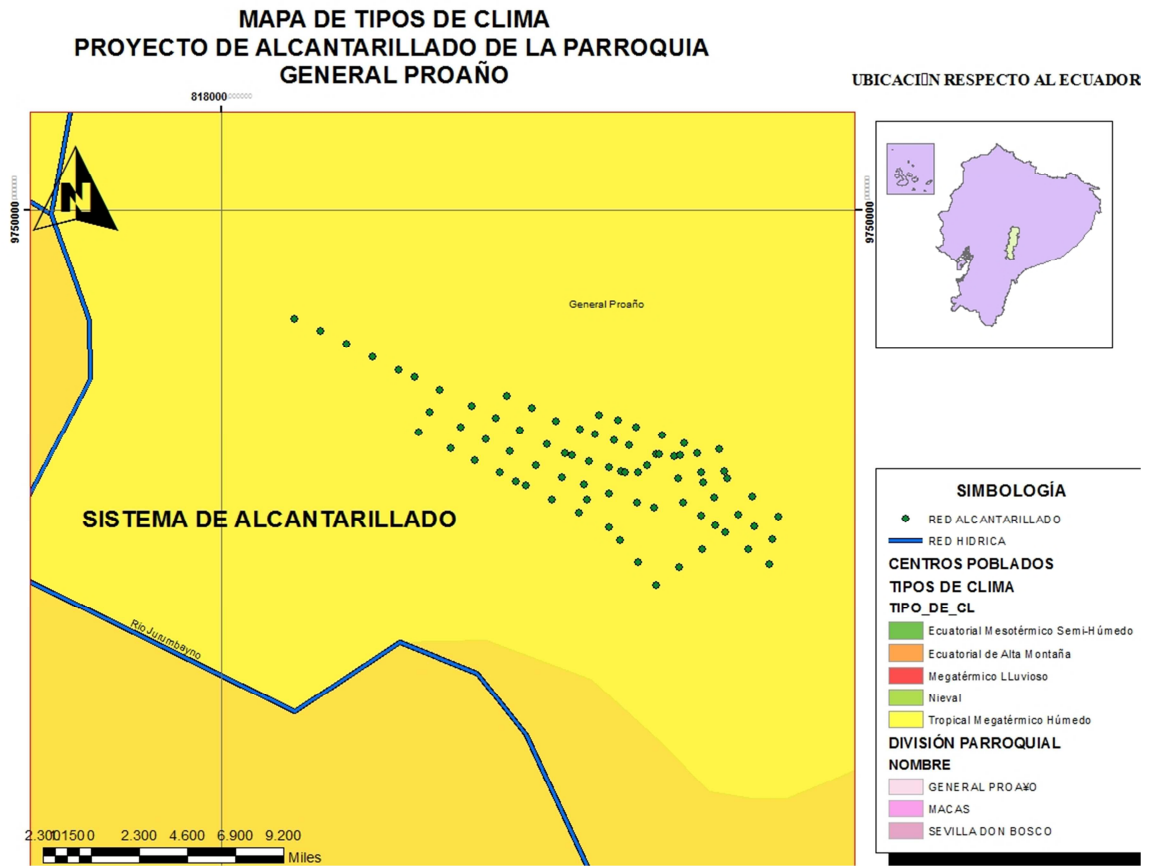 MAPA DE TIPOS DE CLIMA
PROYECTO DE ALCANTARILLADO DE LA PARROQUIA
GENERAL PROAÑO
UBICACI▯N RESPECTO AL ECUADOR
818000▯▯▯▯▯▯
9750000▯▯▯▯▯▯
9750000▯▯▯▯▯▯
N
General Proaño
SISTEMA DE ALCANTARILLADO
Río Jurumbayno
2.300 1.150 0 2.300 4.600 6.900 9.200
Miles
SIMBOLOGÍA
RED ALCANTARILLADO
RED HIDRICA
CENTROS POBLADOS
TIPOS DE CLIMA
TIPO_DE_CL
Ecuatorial Mesotérmico Semi-Húmedo
Ecuatorial de Alta Montaña
Megatérmico LLuvioso
Nieval
Tropical Megatérmico Húmedo
DIVISIÓN PARROQUIAL
NOMBRE
GENERAL PROA¥O
MACAS
SEVILLA DON BOSCO